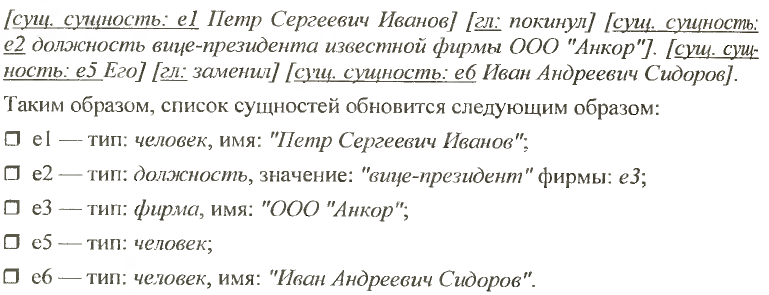 [сущ. сущность: e1 Петр Сергеевич Иванов] [гл: покинул] [сущ. сущность:
e2 должность вице-президента известной фирмы ООО "Анкор"]. [сущ. сущ-
ность: e5 Его] [гл: заменил] [сущ. сущность: e6 Иван Андреевич Сидоров].
Таким образом, список сущностей обновится следующим образом:
❒ e1 — тип: человек, имя: "Петр Сергеевич Иванов";
❒ e2 — тип: должность, значение: "вице-президент" фирмы: e3;
❒ e3 — тип: фирма, имя: "ООО "Анкор";
❒ e5 — тип: человек;
❒ e6 — тип: человек, имя: "Иван Андреевич Сидоров".